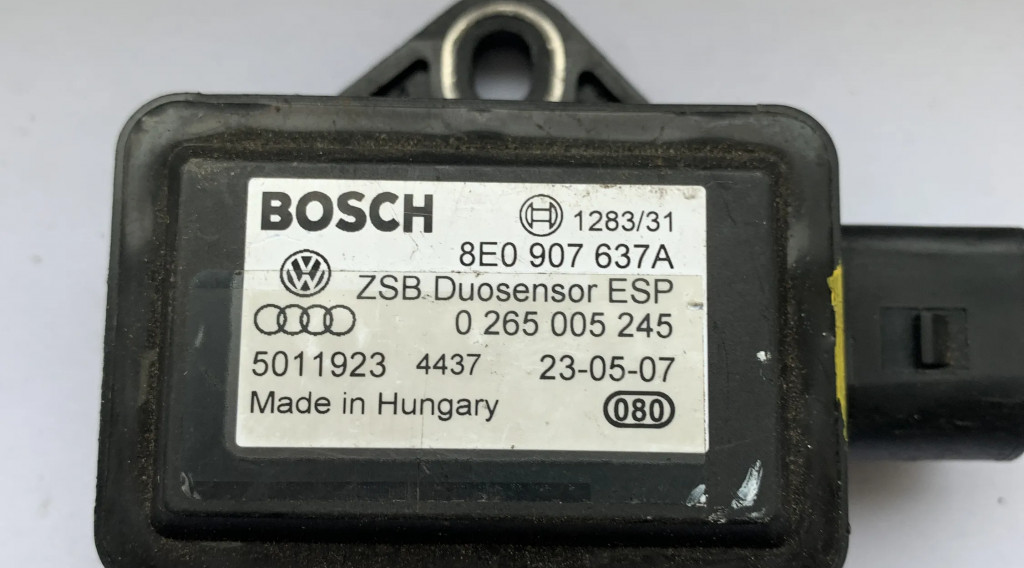 BOSCH 1283/31
8E0 907 637A
ZSB Duosensor ESP
0 265 005 245
5011923 4437 23-05-07
Made in Hungary 080